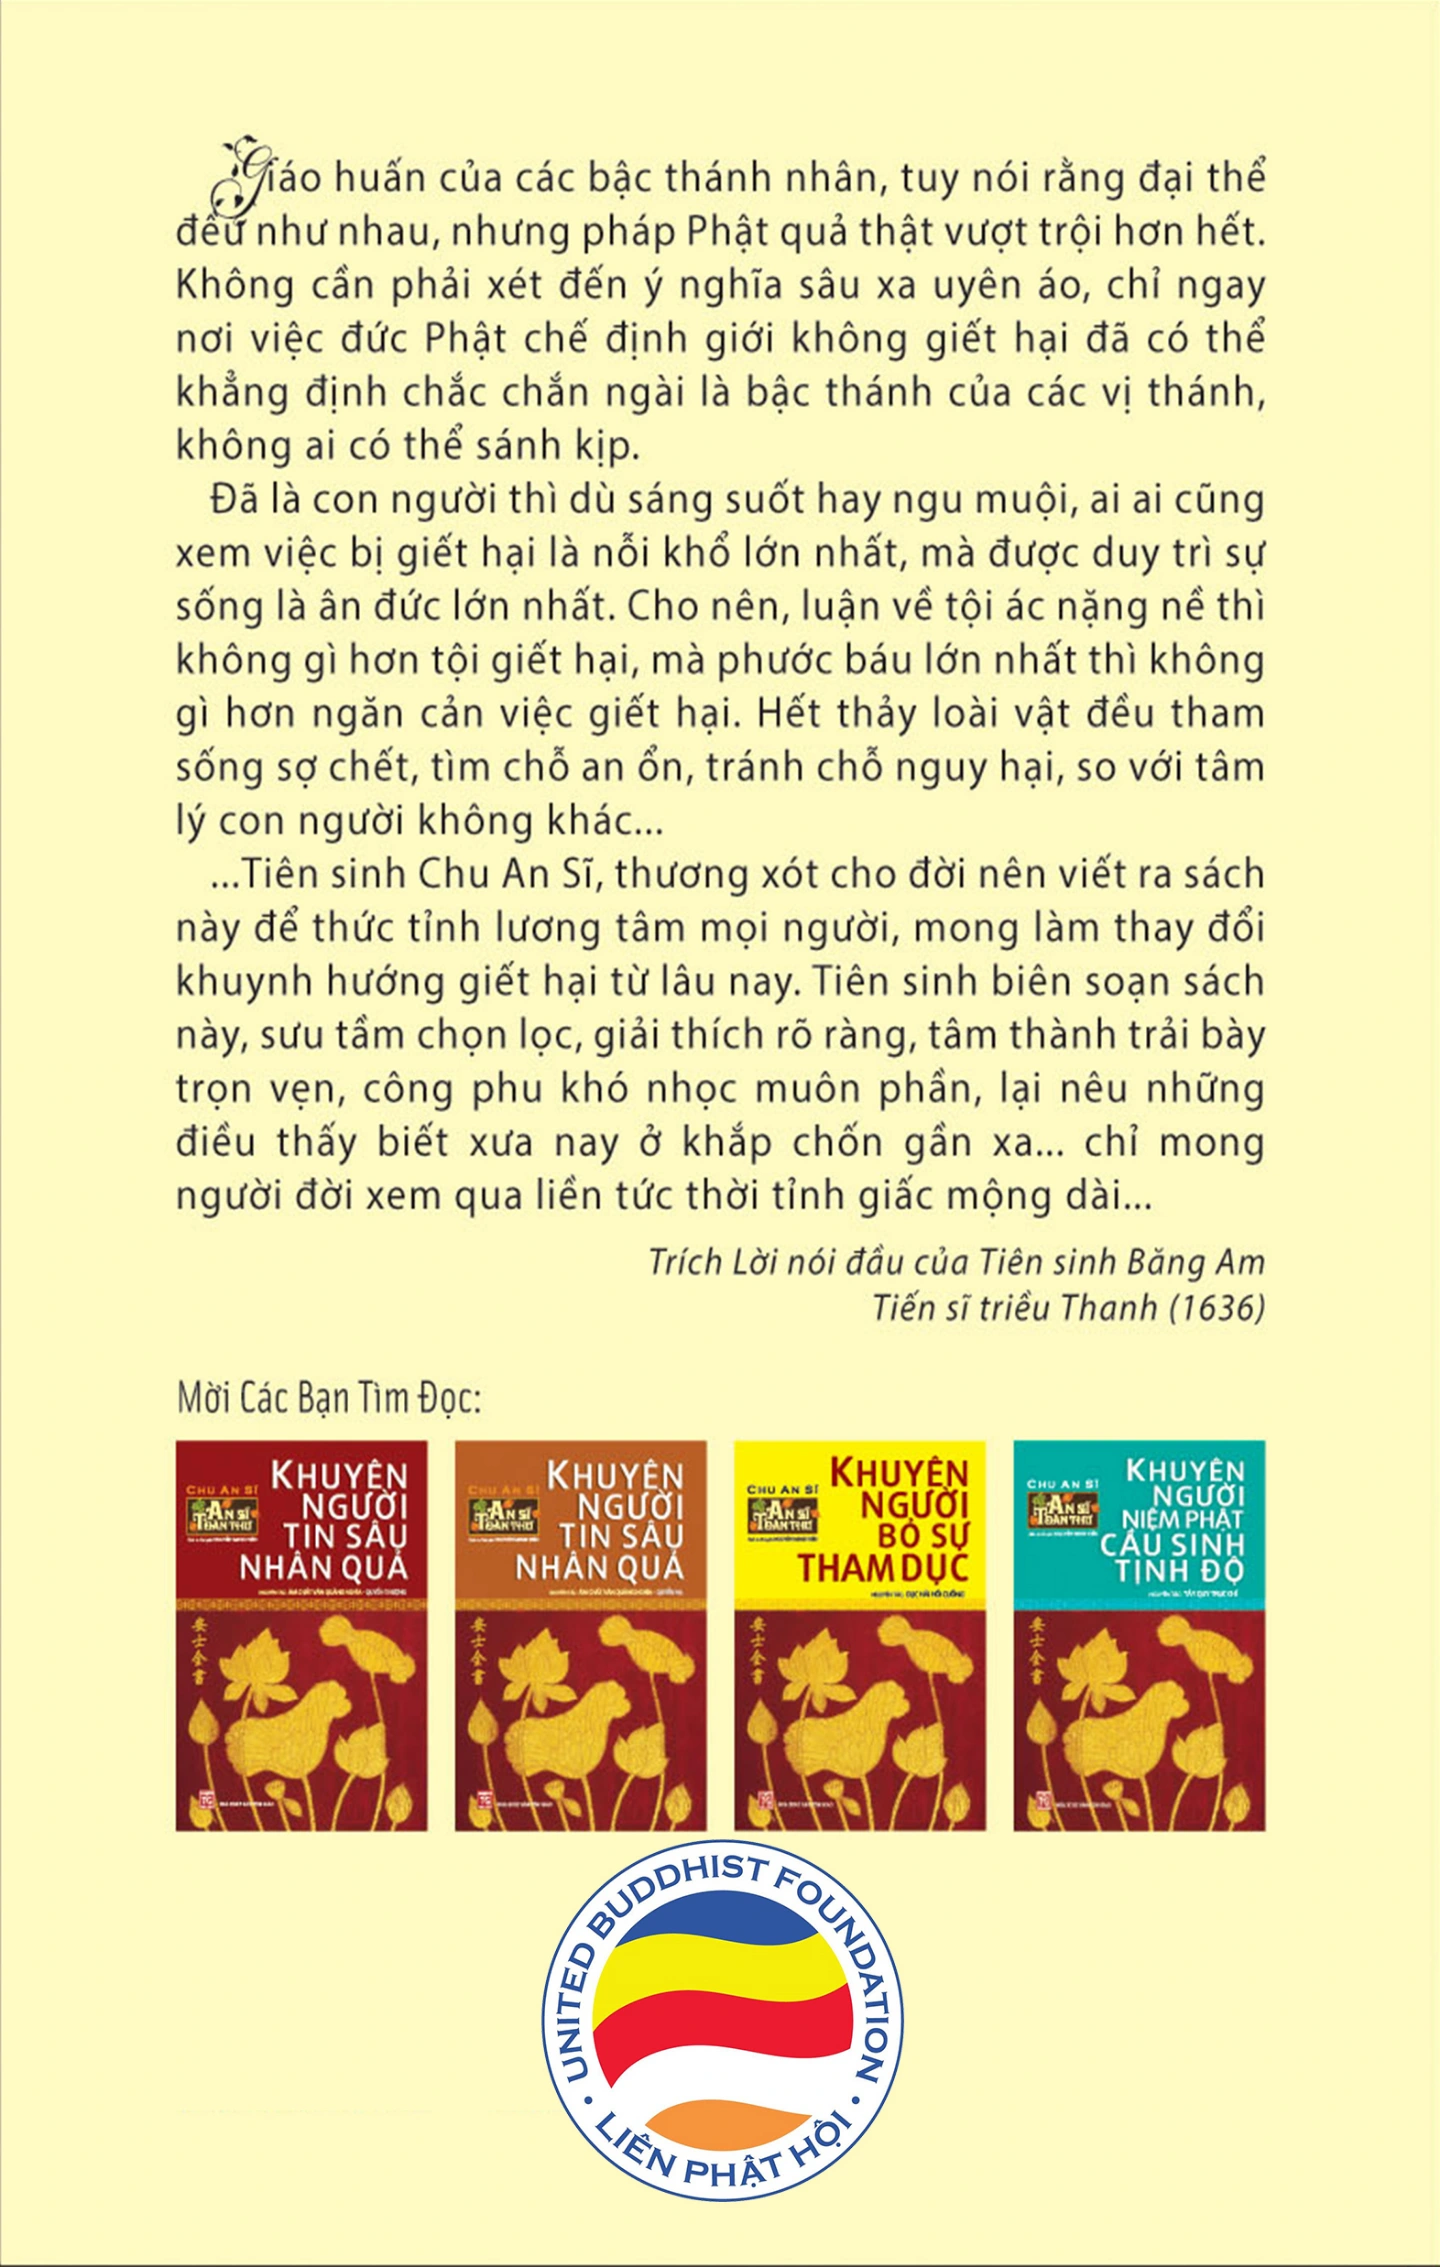 Giáo huấn của các bậc thánh nhân, tuy nói rằng đại thể
đều như nhau, nhưng pháp Phật quả thật vượt trội hơn hết.
Không cần phải xét đến ý nghĩa sâu xa uyên áo, chỉ ngay
nơi việc đức Phật chế định giới không giết hại đã có thể
khẳng định chắc chắn ngài là bậc thánh của các vị thánh,
không ai có thể sánh kịp.
Đã là con người thì dù sáng suốt hay ngu muội, ai ai cũng
xem việc bị giết hại là nỗi khổ lớn nhất, mà được duy trì sự
sống là ân đức lớn nhất. Cho nên, luận về tội ác nặng nề thì
không gì hơn tội giết hại, mà phước báu lớn nhất thì không
gì hơn ngăn cản việc giết hại. Hết thảy loài vật đều tham
sống sợ chết, tìm chỗ an ổn, tránh chỗ nguy hại, so với tâm
lý con người không khác...
...Tiên sinh Chu An Sĩ, thương xót cho đời nên viết ra sách
này để thức tỉnh lương tâm mọi người, mong làm thay đổi
khuynh hướng giết hại từ lâu nay. Tiên sinh biên soạn sách
này, sưu tầm chọn lọc, giải thích rõ ràng, tâm thành trải bày
trọn vẹn, công phu khó nhọc muôn phần, lại nêu những
điều thấy biết xưa nay ở khắp chốn gần xa... chỉ mong
người đời xem qua liền tức thời tỉnh giấc mộng dài...
Trích Lời nói đầu của Tiên sinh Băng Am
Tiến sĩ triều Thanh (1636)
Mời Các Bạn Tìm Đọc:
CHU AN SĨ
AN SĨ
TOÀN THƯ
KHUYÊN
NGƯỜI
TIN SÂU
NHÂN QUẢ
安士全書
CHU AN SĨ
AN SĨ
TOÀN THƯ
KHUYÊN
NGƯỜI
TIN SÂU
NHÂN QUẢ
安士全書
CHU AN SĨ
AN SĨ
TOÀN THƯ
KHUYÊN
NGƯỜI
BỎ SỰ
THAM DỤC
安士全書
CHU AN SĨ
AN SĨ
TOÀN THƯ
KHUYÊN
NGƯỜI
NIỆM PHẬT
CẦU SINH
TỊNH ĐỘ
安士全書
UNITED BUDDHIST FOUNDATION
LIÊN PHẬT HỘI